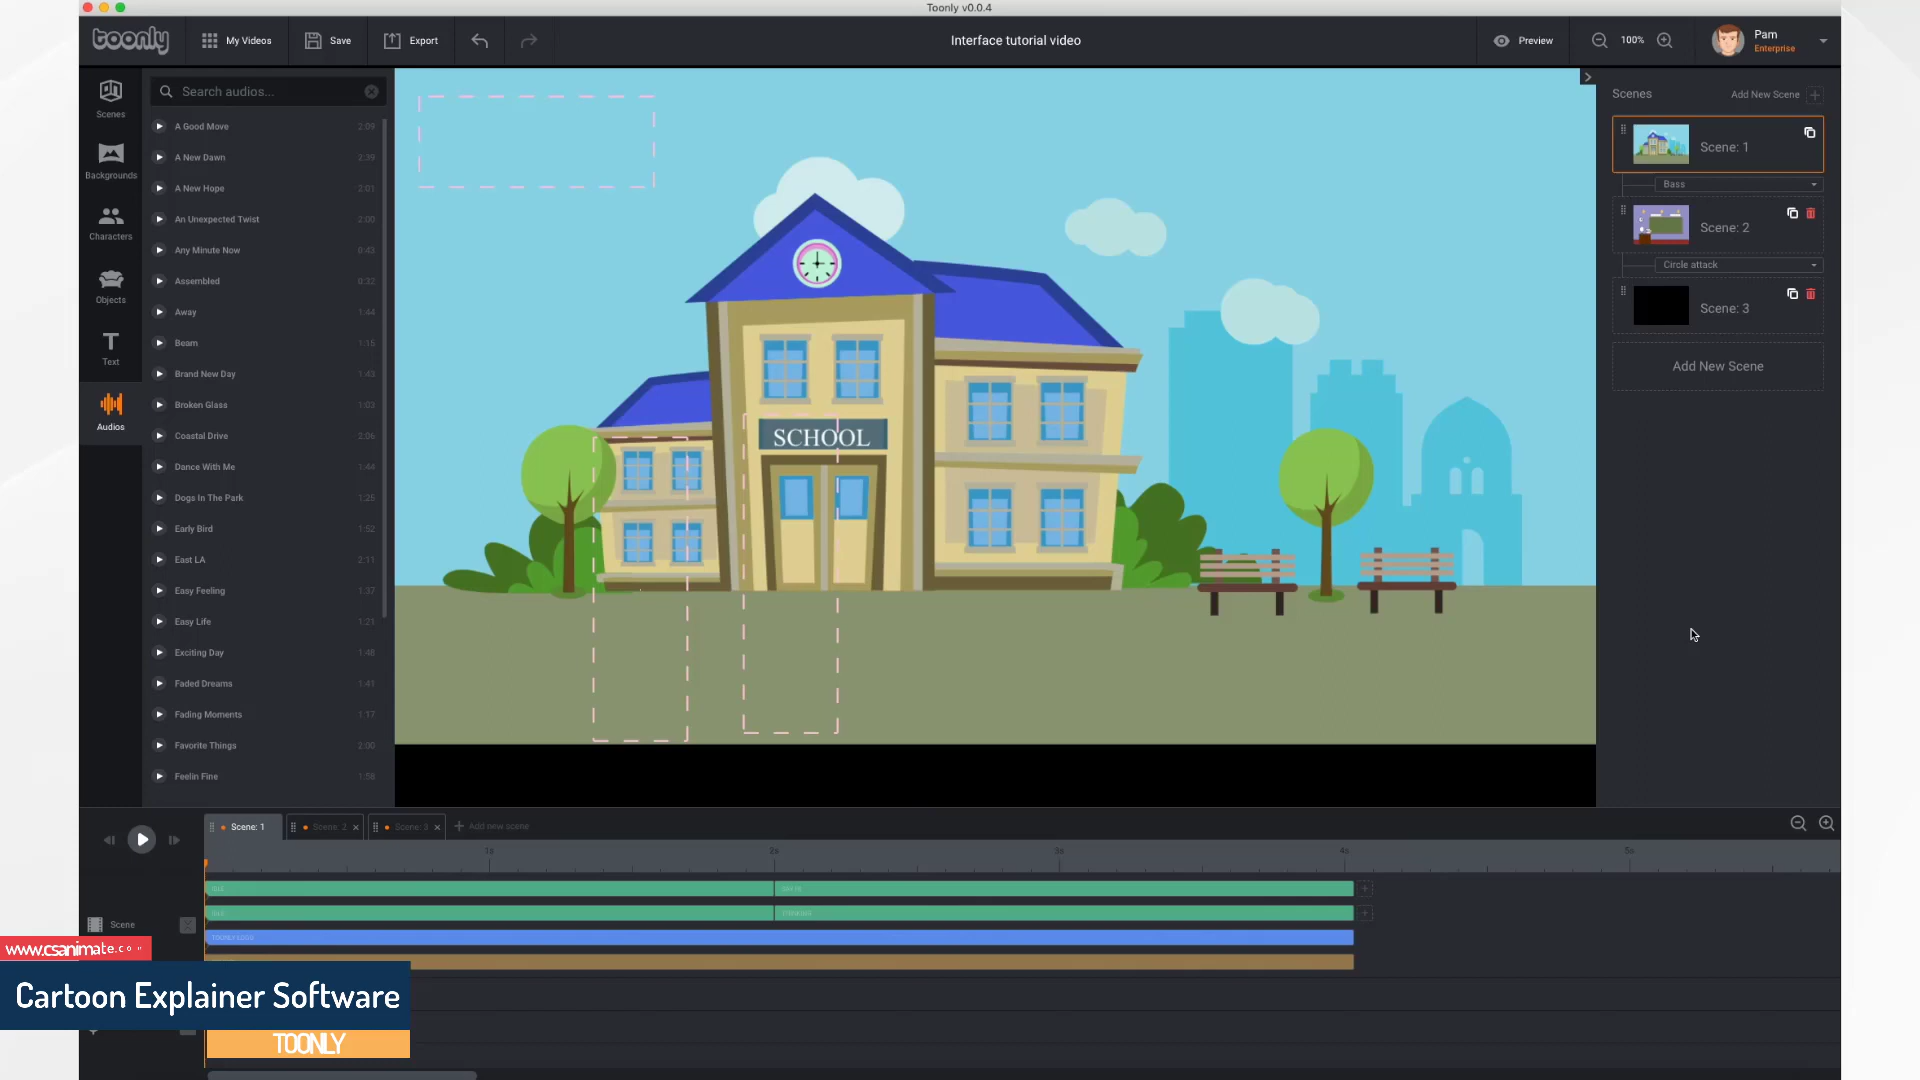 Toonly v0.0.4
toonly
My Videos
Save
Export
Interface tutorial video
Preview
100%
Pam
Enterprise
Scenes
Backgrounds
Characters
Objects
Text
Audios
Search audios...
A Good Move 2:09
A New Dawn 2:39
A New Hope 2:01
An Unexpected Twist 2:00
Any Minute Now 0:43
Assembled 0:32
Away 1:44
Beam 1:15
Brand New Day 1:43
Broken Glass 1:03
Coastal Drive 2:06
Dance With Me 1:44
Dogs In The Park 1:25
Early Bird 1:52
East LA 2:11
Easy Feeling 1:37
Easy Life 1:21
Exciting Day 1:48
Faded Dreams 1:41
Fading Moments 1:17
Favorite Things 2:00
Feelin Fine 1:58
SCHOOL
Scenes
Add New Scene
Scene: 1
Bass
Scene: 2
Circle attack
Scene: 3
Add New Scene
Scene: 1
Scene: 2
Scene: 3
Add new scene
1s 2s 3s 4s 5s
IDLE
IDLE
Scene
www.csanimate.co
Cartoon Explainer Software
TOONLY